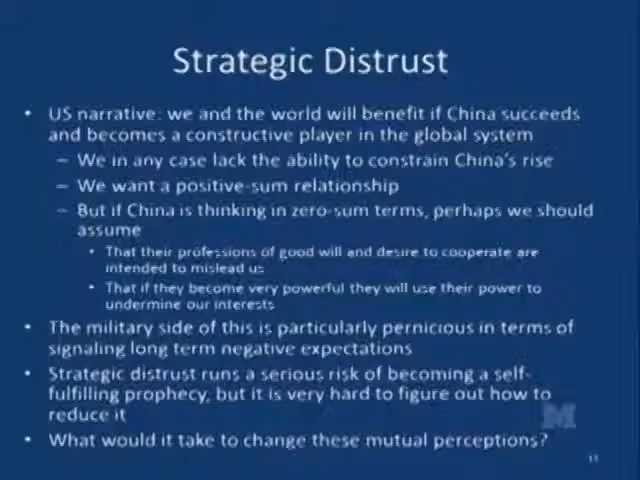 Strategic Distrust
• US narrative: we and the world will benefit if China succeeds
and becomes a constructive player in the global system
– We in any case lack the ability to constrain China's rise
– We want a positive-sum relationship
– But if China is thinking in zero-sum terms, perhaps we should
assume
• That their professions of good will and desire to cooperate are
intended to mislead us
• That if they become very powerful they will use their power to
undermine our interests
• The military side of this is particularly pernicious in terms of
signaling long term negative expectations
• Strategic distrust runs a serious risk of becoming a self-
fulfilling prophecy, but it is very hard to figure out how to
reduce it
M
• What would it take to change these mutual perceptions?